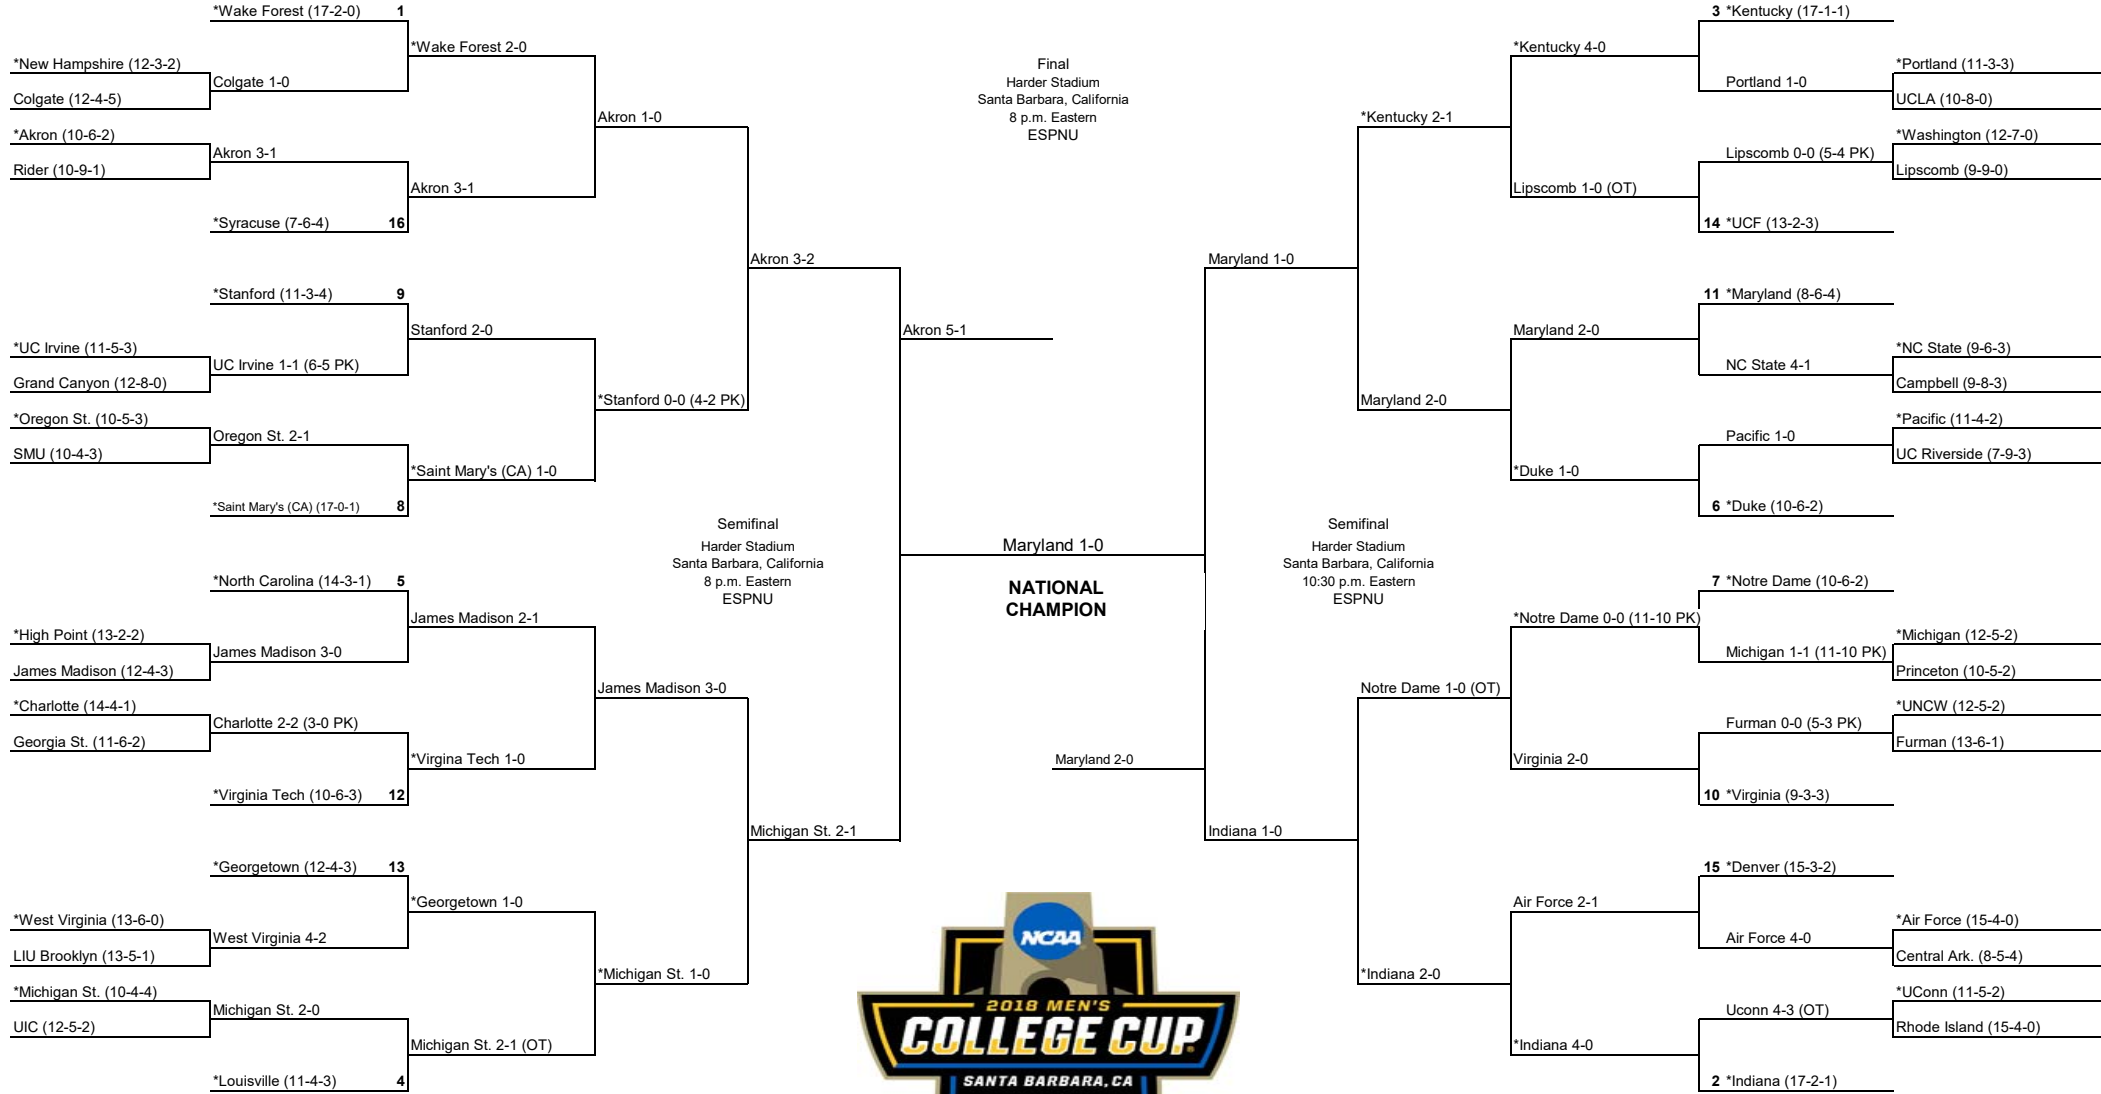 *Wake Forest (17-2-0) 1
*New Hampshire (12-3-2)
Colgate (12-4-5)
*Akron (10-6-2)
Rider (10-9-1)
*Syracuse (7-6-4) 16
*Stanford (11-3-4) 9
*UC Irvine (11-5-3)
Grand Canyon (12-8-0)
*Oregon St. (10-5-3)
SMU (10-4-3)
*Saint Mary's (CA) (17-0-1) 8
*North Carolina (14-3-1) 5
*High Point (13-2-2)
James Madison (12-4-3)
*Charlotte (14-4-1)
Georgia St. (11-6-2)
*Virginia Tech (10-6-3) 12
*Georgetown (12-4-3) 13
*West Virginia (13-6-0)
LIU Brooklyn (13-5-1)
*Michigan St. (10-4-4)
UIC (12-5-2)
*Louisville (11-4-3) 4
Colgate 1-0
Akron 3-1
UC Irvine 1-1 (6-5 PK)
Oregon St. 2-1
James Madison 3-0
Charlotte 2-2 (3-0 PK)
West Virginia 4-2
Michigan St. 2-0
*Wake Forest 2-0
Akron 3-1
Stanford 2-0
*Saint Mary's (CA) 1-0
James Madison 2-1
*Virgina Tech 1-0
*Georgetown 1-0
Michigan St. 2-1 (OT)
Akron 1-0
*Stanford 0-0 (4-2 PK)
James Madison 3-0
*Michigan St. 1-0
Akron 3-2
Michigan St. 2-1
Semifinal
Harder Stadium
Santa Barbara, California
8 p.m. Eastern
ESPNU
Akron 5-1
Final
Harder Stadium
Santa Barbara, California
8 p.m. Eastern
ESPNU
Maryland 1-0
NATIONAL
CHAMPION
Maryland 2-0
NCAA
2018 MEN'S
COLLEGE CUP
SANTA BARBARA, CA
Maryland 1-0
Indiana 1-0
Semifinal
Harder Stadium
Santa Barbara, California
10:30 p.m. Eastern
ESPNU
*Kentucky 2-1
Maryland 2-0
Notre Dame 1-0 (OT)
*Indiana 2-0
*Kentucky 4-0
Lipscomb 1-0 (OT)
Maryland 2-0
*Duke 1-0
*Notre Dame 0-0 (11-10 PK)
Virginia 2-0
Air Force 2-1
*Indiana 4-0
3 *Kentucky (17-1-1)
Portland 1-0
Lipscomb 0-0 (5-4 PK)
14 *UCF (13-2-3)
11 *Maryland (8-6-4)
NC State 4-1
Pacific 1-0
6 *Duke (10-6-2)
7 *Notre Dame (10-6-2)
Michigan 1-1 (11-10 PK)
Furman 0-0 (5-3 PK)
10 *Virginia (9-3-3)
15 *Denver (15-3-2)
Air Force 4-0
Uconn 4-3 (OT)
2 *Indiana (17-2-1)
*Portland (11-3-3)
UCLA (10-8-0)
*Washington (12-7-0)
Lipscomb (9-9-0)
*NC State (9-6-3)
Campbell (9-8-3)
*Pacific (11-4-2)
UC Riverside (7-9-3)
*Michigan (12-5-2)
Princeton (10-5-2)
*UNCW (12-5-2)
Furman (13-6-1)
*Air Force (15-4-0)
Central Ark. (8-5-4)
*UConn (11-5-2)
Rhode Island (15-4-0)